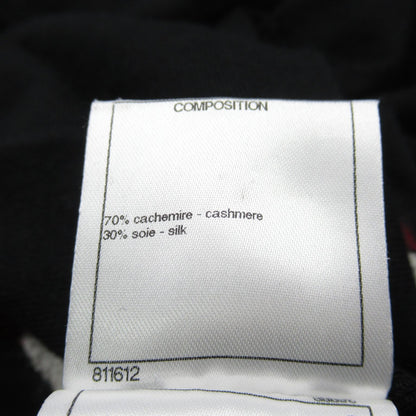 COMPOSITION
70% cachemire - cashmere
30% soie - silk
811612